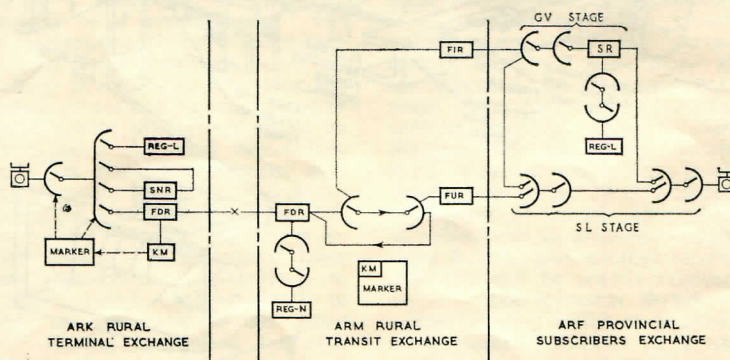 GV STAGE
FIR
SR
REG-L
REG-L
SNR
FDR
FDR
FUR
MARKER
KM
KM
MARKER
REG-N
SL STAGE
ARK RURAL
TERMINAL EXCHANGE
ARM RURAL
TRANSIT EXCHANGE
ARF PROVINCIAL
SUBSCRIBERS EXCHANGE